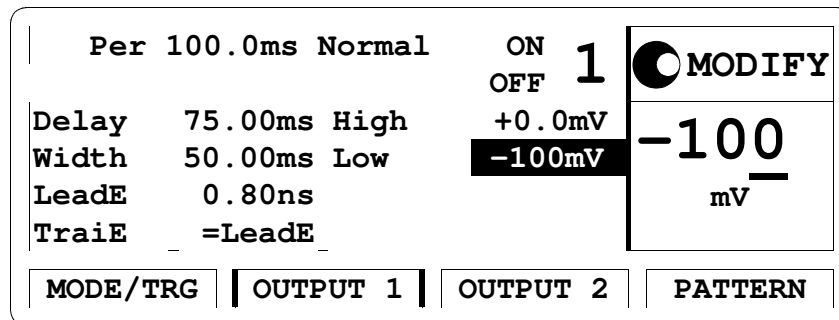 Per 100.0ms Normal ON 1 MODIFY
OFF
Delay 75.00ms High +0.0mV -100
Width 50.00ms Low -100mV
LeadE 0.80ns mV
TraiE =LeadE
MODE/TRG OUTPUT 1 OUTPUT 2 PATTERN